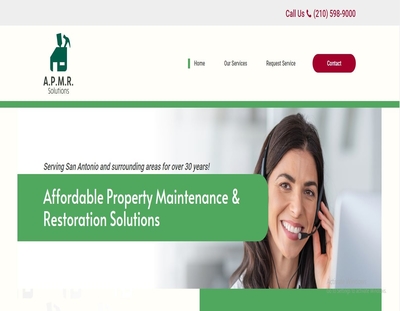 Call Us (210) 598-9000
A.P.M.R.
Solutions
Home
Our Services
Request Service
Contact
Serving San Antonio and surrounding areas for over 30 years!
Affordable Property Maintenance &
Restoration Solutions